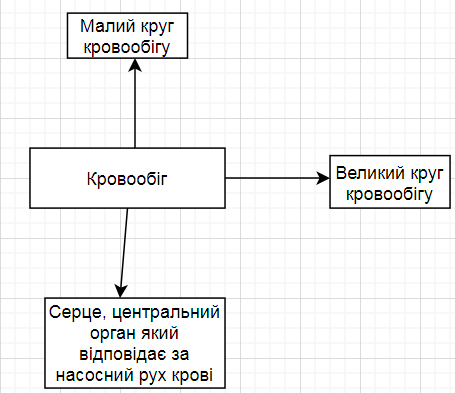 Малий круг
кровообігу
Кровообіг
Великий круг
кровообігу
Серце, центральний
орган який
відповідає за
насосний рух крові